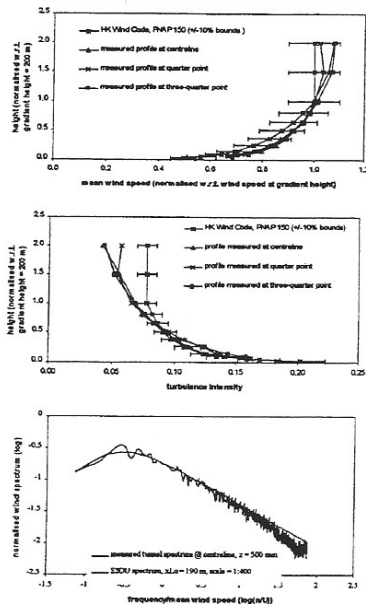 HK Wind Code, PNAP 150 (+/-10% bounds )
measured profile at centreline
measured profile at quarter point
measured profile at three-quarter point
height (normalised w.r.t.
gradient height = 200 m)
2.5
2.0
1.5
1.0
0.5
0.0
0.0 0.2 0.4 0.6 0.8 1.0 1.2
mean wind speed (normalised w.r.t. wind speed at gradient height)
HK Wind Code, PNAP 150 (+/-10% bounds)
profile measured at centreline
profile measured at quarter point
profile measured at three-quarter point
height (normalised w.r.t.
gradient height = 200 m)
2.5
2.0
1.5
1.0
0.5
0.0
0.00 0.05 0.10 0.15 0.20 0.25
turbulence intensity
normalised wind spectrum (log)
0
-0.5
-1
-1.5
-2
-2.5
measured tunnel spectrum @ centreline, z = 500 mm
ESDU spectrum, xLu = 190 m, scale = 1:400
-1.5 -1 -0.5 0 0.5 1 1.5 2 2.5
frequency/mean wind speed (log(n/U))